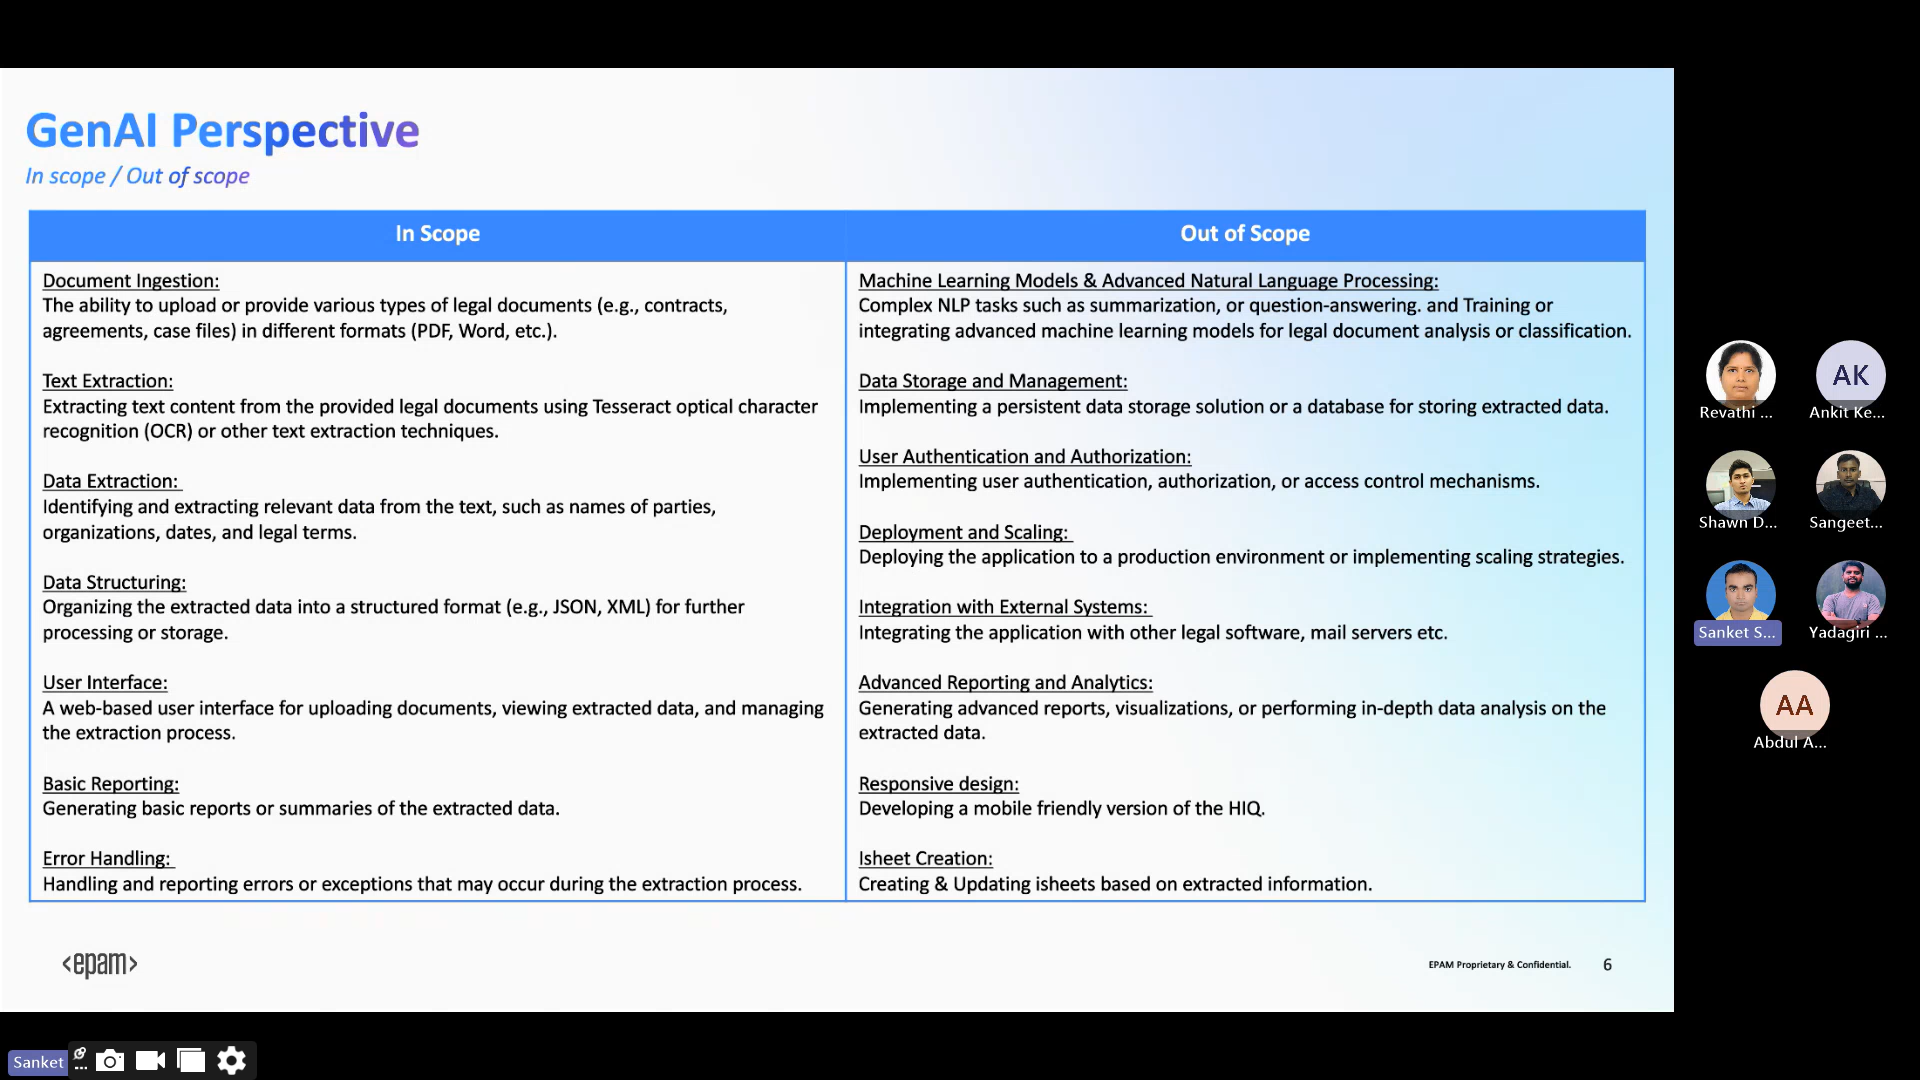 GenAI Perspective
In scope / Out of scope
In Scope
Out of Scope
Document Ingestion:
The ability to upload or provide various types of legal documents (e.g., contracts,
agreements, case files) in different formats (PDF, Word, etc.).
Text Extraction:
Extracting text content from the provided legal documents using Tesseract optical character
recognition (OCR) or other text extraction techniques.
Data Extraction:
Identifying and extracting relevant data from the text, such as names of parties,
organizations, dates, and legal terms.
Data Structuring:
Organizing the extracted data into a structured format (e.g., JSON, XML) for further
processing or storage.
User Interface:
A web-based user interface for uploading documents, viewing extracted data, and managing
the extraction process.
Basic Reporting:
Generating basic reports or summaries of the extracted data.
Error Handling:
Handling and reporting errors or exceptions that may occur during the extraction process.
Machine Learning Models & Advanced Natural Language Processing:
Complex NLP tasks such as summarization, or question-answering. and Training or
integrating advanced machine learning models for legal document analysis or classification.
Data Storage and Management:
Implementing a persistent data storage solution or a database for storing extracted data.
User Authentication and Authorization:
Implementing user authentication, authorization, or access control mechanisms.
Deployment and Scaling:
Deploying the application to a production environment or implementing scaling strategies.
Integration with External Systems:
Integrating the application with other legal software, mail servers etc.
Advanced Reporting and Analytics:
Generating advanced reports, visualizations, or performing in-depth data analysis on the
extracted data.
Responsive design:
Developing a mobile friendly version of the HIQ.
Isheet Creation:
Creating & Updating isheets based on extracted information.
<epam>
EPAM Proprietary & Confidential.
6
Revathi ...
AK
Ankit Ke...
Shawn D...
Sangeet...
Sanket S...
Yadagiri ...
AA
Abdul A...
Sanket